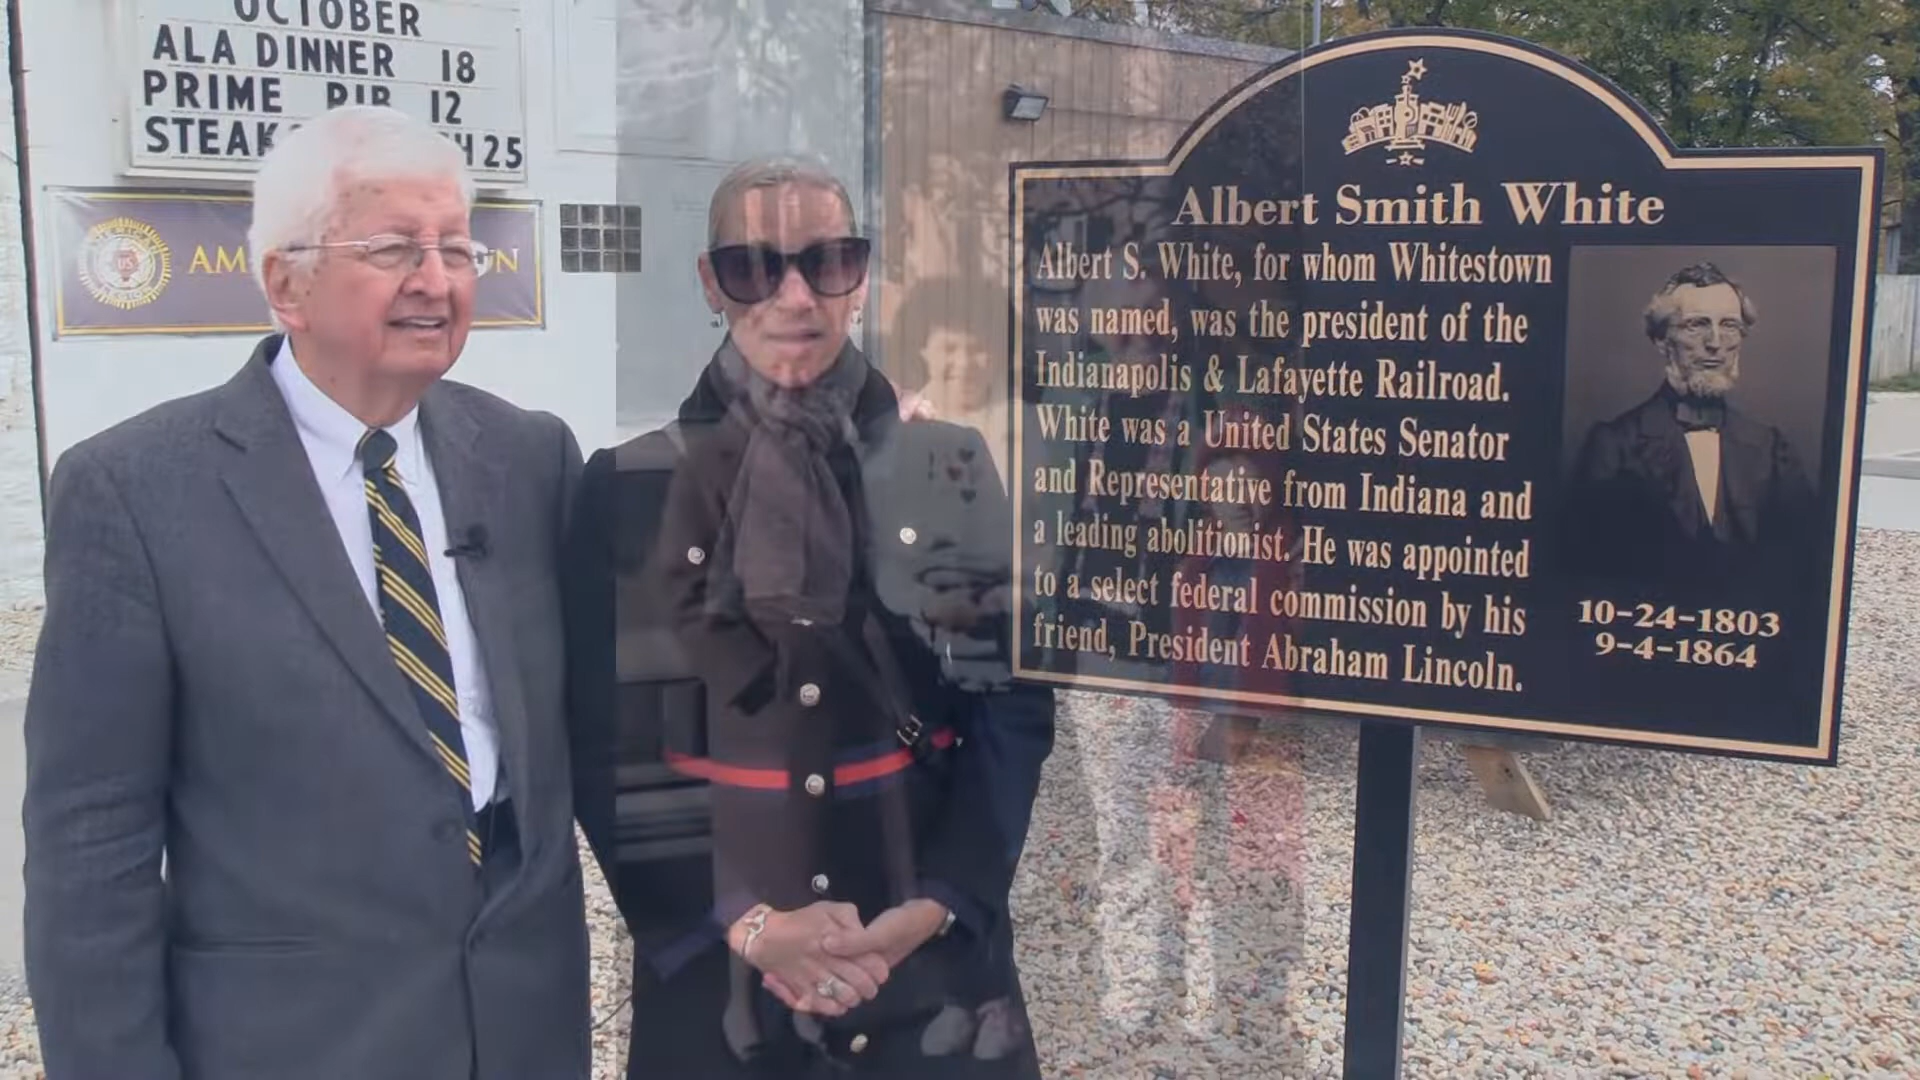 OCTOBER
ALA DINNER 18
PRIME RIB 12
STEAK 25
US
Albert Smith White
Albert S. White, for whom Whitestown
was named, was the president of the
Indianapolis & Lafayette Railroad.
White was a United States Senator
and Representative from Indiana and
a leading abolitionist. He was appointed
to a select federal commission by his
friend, President Abraham Lincoln.
10-24-1803
9-4-1864